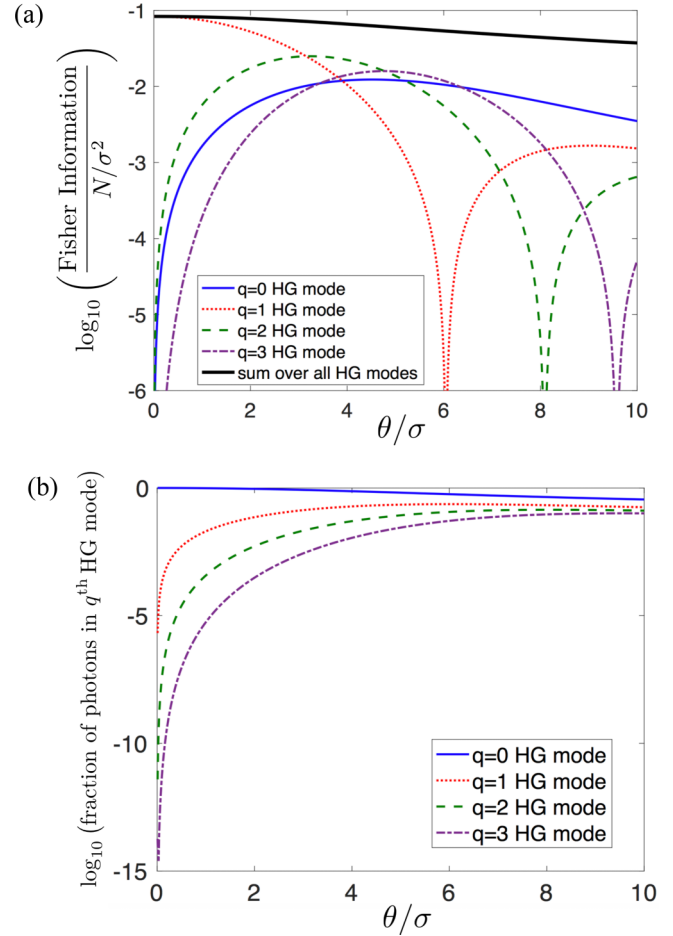 (a)
log₁₀ (Fisher Information / N/σ²)
-1
-2
-3
-4
-5
-6
q=0 HG mode
q=1 HG mode
q=2 HG mode
q=3 HG mode
sum over all HG modes
0 2 4 6 8 10
θ/σ
(b)
log₁₀ (fraction of photons in qᵗʰ HG mode)
0
-5
-10
-15
q=0 HG mode
q=1 HG mode
q=2 HG mode
q=3 HG mode
0 2 4 6 8 10
θ/σ